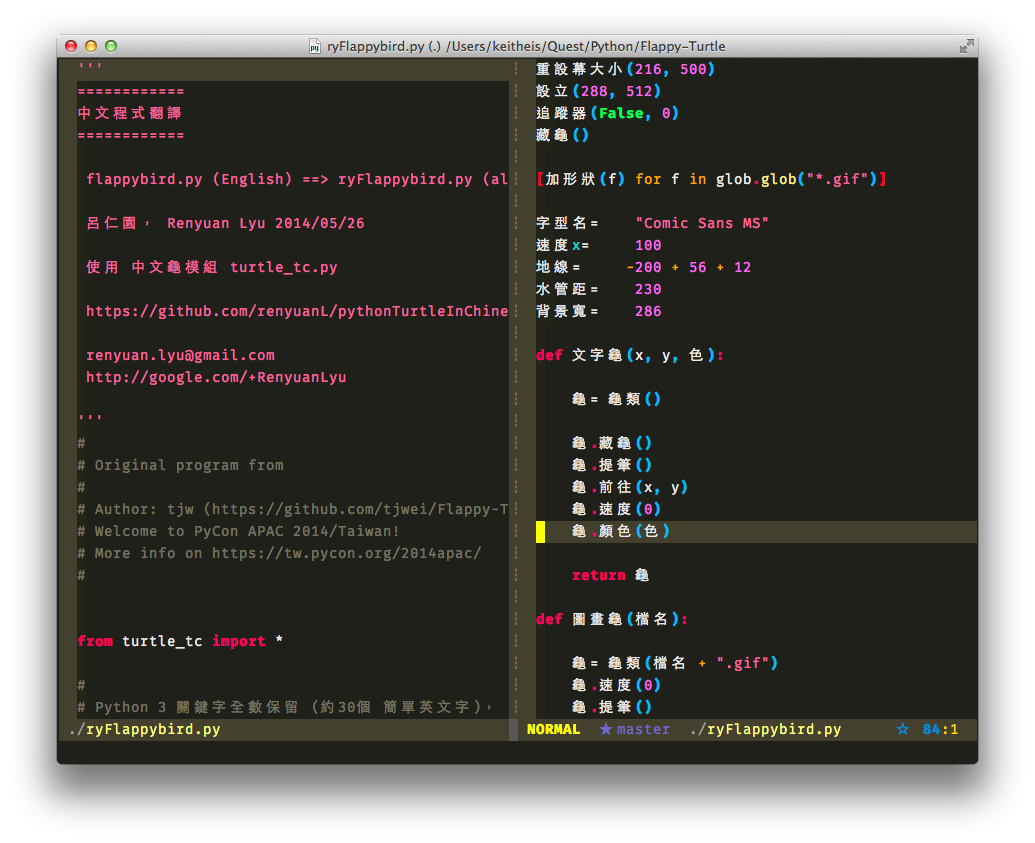 ryFlappybird.py (.) /Users/keitheis/Quest/Python/Flappy-Turtle
'''
============
中文程式翻譯
============
flappybird.py (English) ==> ryFlappybird.py (al
呂仁園， Renyuan Lyu 2014/05/26
使用 中文龜模組 turtle_tc.py
https://github.com/renyuanL/pythonTurtleInChine
renyuan.lyu@gmail.com
http://google.com/+RenyuanLyu
'''
#
# Original program from
#
# Author: tjw (https://github.com/tjwei/Flappy-T
# Welcome to PyCon APAC 2014/Taiwan!
# More info on https://tw.pycon.org/2014apac/
#
from turtle_tc import *
#
# Python 3 關鍵字全數保留 (約30個 簡單英文字)，
./ryFlappybird.py
重設幕大小(216, 500)
設立(288, 512)
追蹤器(False, 0)
藏龜()
[加形狀(f) for f in glob.glob("*.gif")]
字型名= "Comic Sans MS"
速度x= 100
地線= -200 + 56 + 12
水管距= 230
背景寬= 286
def 文字龜(x, y, 色):
龜= 龜類()
龜.藏龜()
龜.提筆()
龜.前往(x, y)
龜.速度(0)
龜.顏色(色)
return 龜
def 圖畫龜(檔名):
龜= 龜類(檔名 + ".gif")
龜.速度(0)
龜.提筆()
NORMAL ★ master ./ryFlappybird.py ☆ 84:1